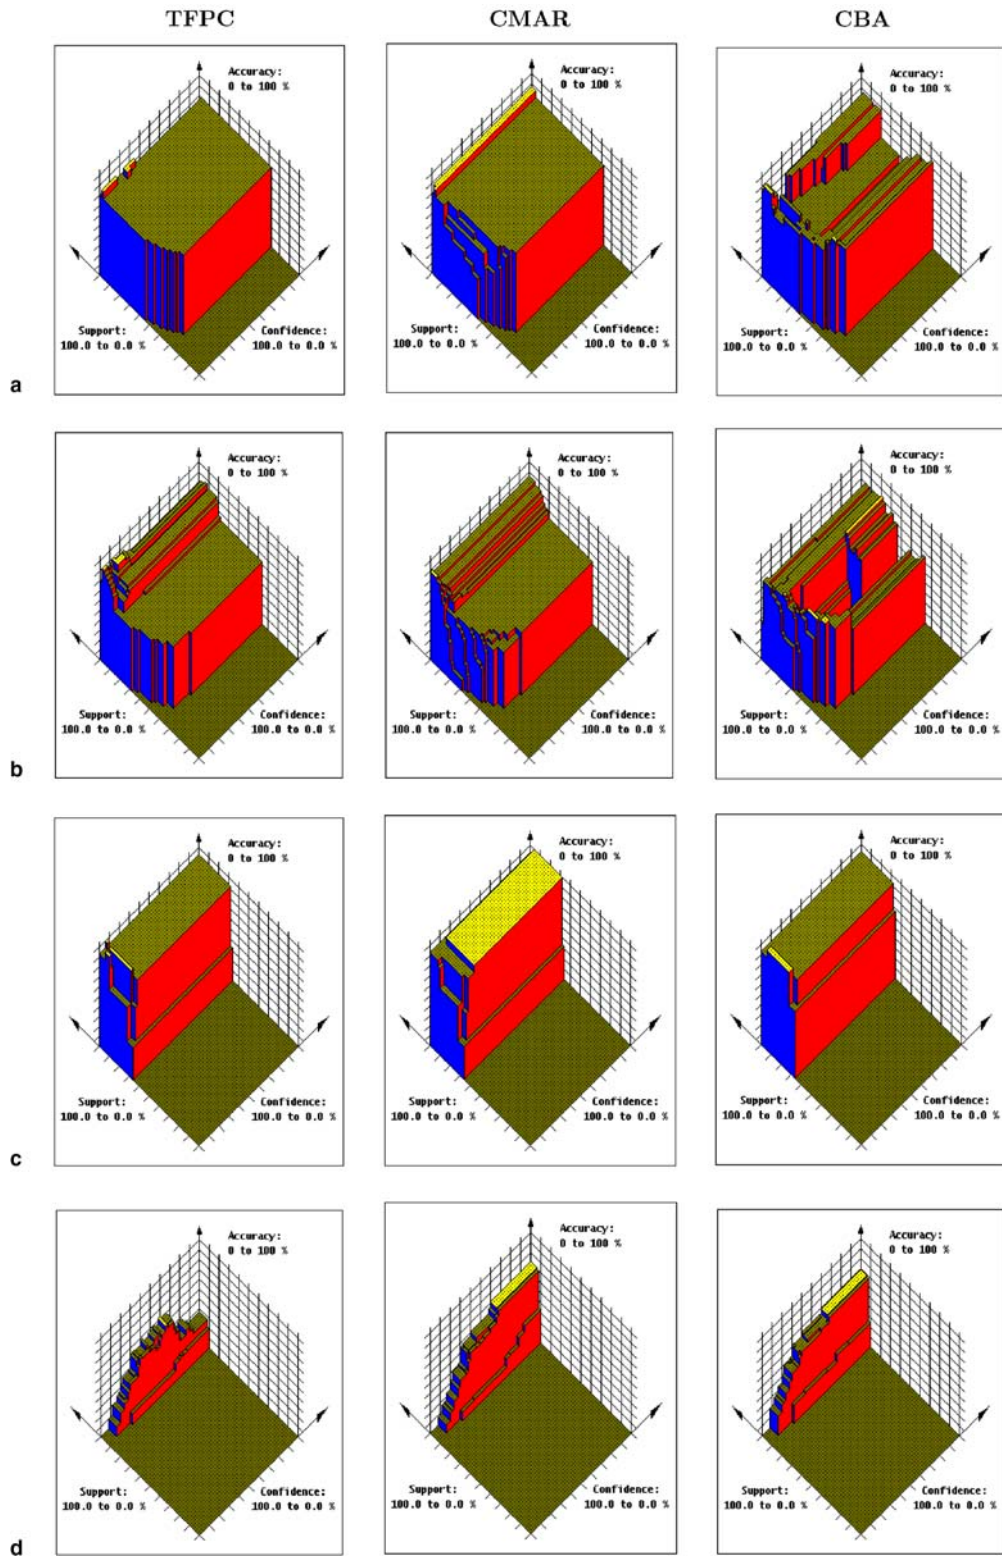 TFPC CMAR CBA
Accuracy: Accuracy: Accuracy:
0 to 100 % 0 to 100 % 0 to 100 %
Support: Confidence: Support: Confidence: Support: Confidence:
100.0 to 0.0 % 100.0 to 0.0 % 100.0 to 0.0 % 100.0 to 0.0 % 100.0 to 0.0 % 100.0 to 0.0 %
a
Accuracy: Accuracy: Accuracy:
0 to 100 % 0 to 100 % 0 to 100 %
Support: Confidence: Support: Confidence: Support: Confidence:
100.0 to 0.0 % 100.0 to 0.0 % 100.0 to 0.0 % 100.0 to 0.0 % 100.0 to 0.0 % 100.0 to 0.0 %
b
Accuracy: Accuracy: Accuracy:
0 to 100 % 0 to 100 % 0 to 100 %
Support: Confidence: Support: Confidence: Support: Confidence:
100.0 to 0.0 % 100.0 to 0.0 % 100.0 to 0.0 % 100.0 to 0.0 % 100.0 to 0.0 % 100.0 to 0.0 %
c
Accuracy: Accuracy: Accuracy:
0 to 100 % 0 to 100 % 0 to 100 %
Support: Confidence: Support: Confidence: Support: Confidence:
100.0 to 0.0 % 100.0 to 0.0 % 100.0 to 0.0 % 100.0 to 0.0 % 100.0 to 0.0 % 100.0 to 0.0 %
d